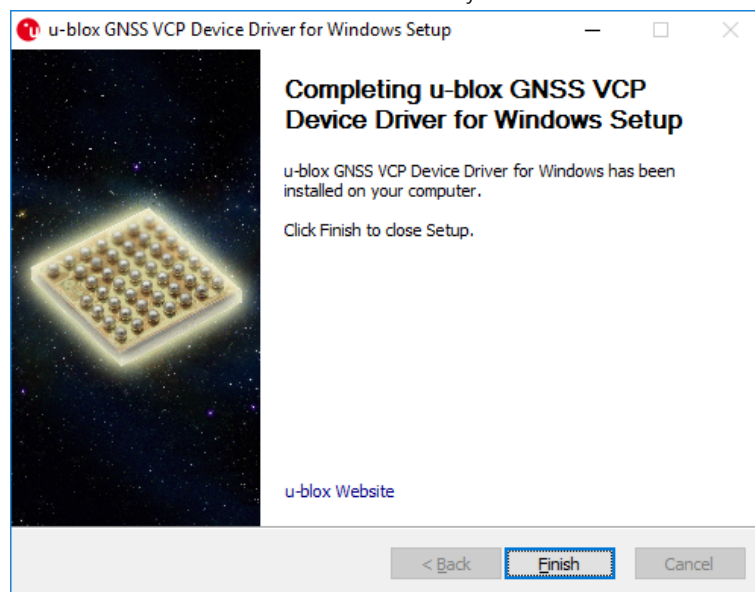 u-blox GNSS VCP Device Driver for Windows Setup
Completing u-blox GNSS VCP
Device Driver for Windows Setup
u-blox GNSS VCP Device Driver for Windows has been
installed on your computer.
Click Finish to close Setup.
u-blox Website
< Back
Finish
Cancel